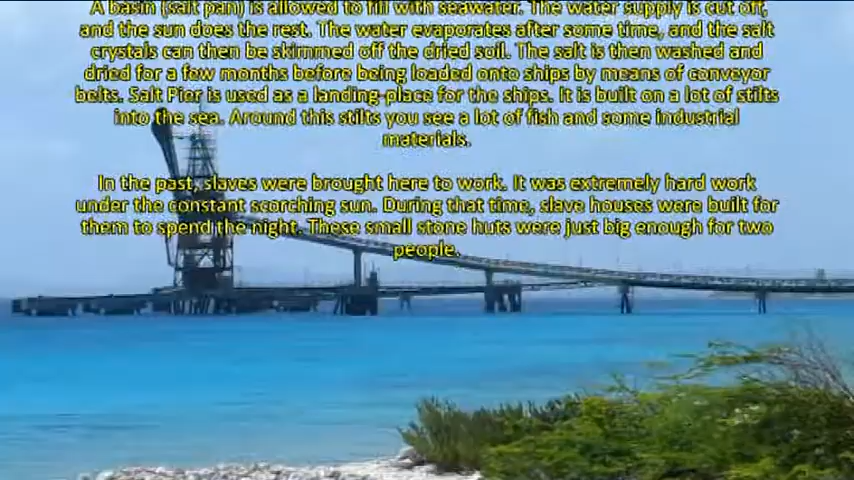 A basin (salt pan) is allowed to fill with seawater. The water supply is cut off,
and the sun does the rest. The water evaporates after some time, and the salt
crystals can then be skimmed off the dried soil. The salt is then washed and
dried for a few months before being loaded onto ships by means of conveyor
belts. Salt Pier is used as a landing-place for the ships. It is built on a lot of stilts
into the sea. Around this stilts you see a lot of fish and some industrial
materials.
In the past, slaves were brought here to work. It was extremely hard work
under the constant scorching sun. During that time, slave houses were built for
them to spend the night. These small stone huts were just big enough for two
people.